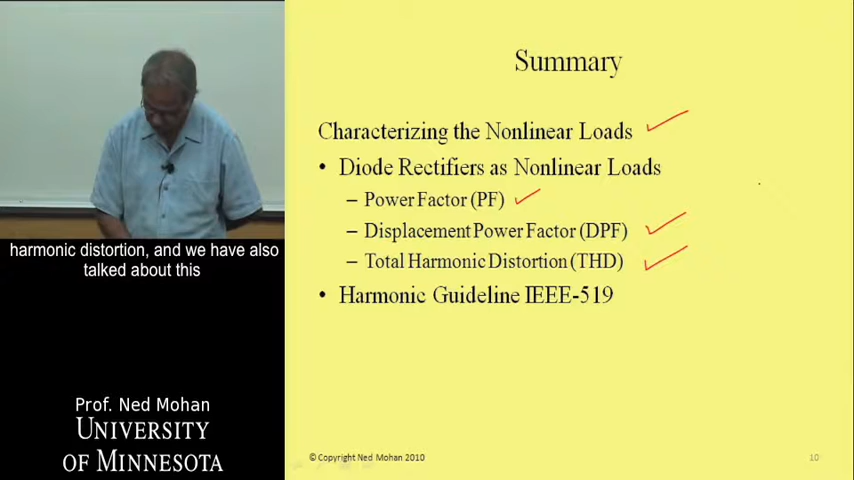 Summary
Characterizing the Nonlinear Loads
• Diode Rectifiers as Nonlinear Loads
– Power Factor (PF)
– Displacement Power Factor (DPF)
– Total Harmonic Distortion (THD)
• Harmonic Guideline IEEE-519
harmonic distortion, and we have also
talked about this
Prof. Ned Mohan
UNIVERSITY
OF MINNESOTA
© Copyright Ned Mohan 2010
10